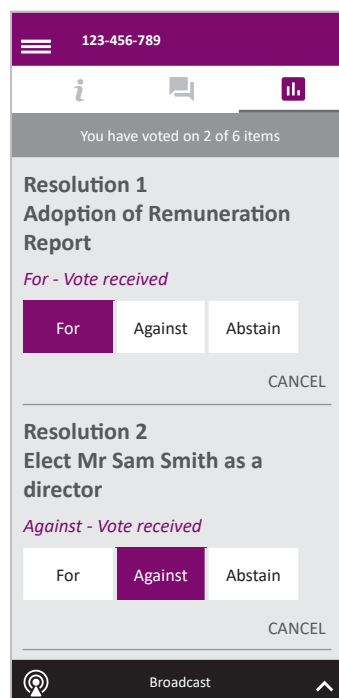 123-456-789
i
You have voted on 2 of 6 items
Resolution 1
Adoption of Remuneration
Report
For - Vote received
For Against Abstain
CANCEL
Resolution 2
Elect Mr Sam Smith as a
director
Against - Vote received
For Against Abstain
CANCEL
Broadcast